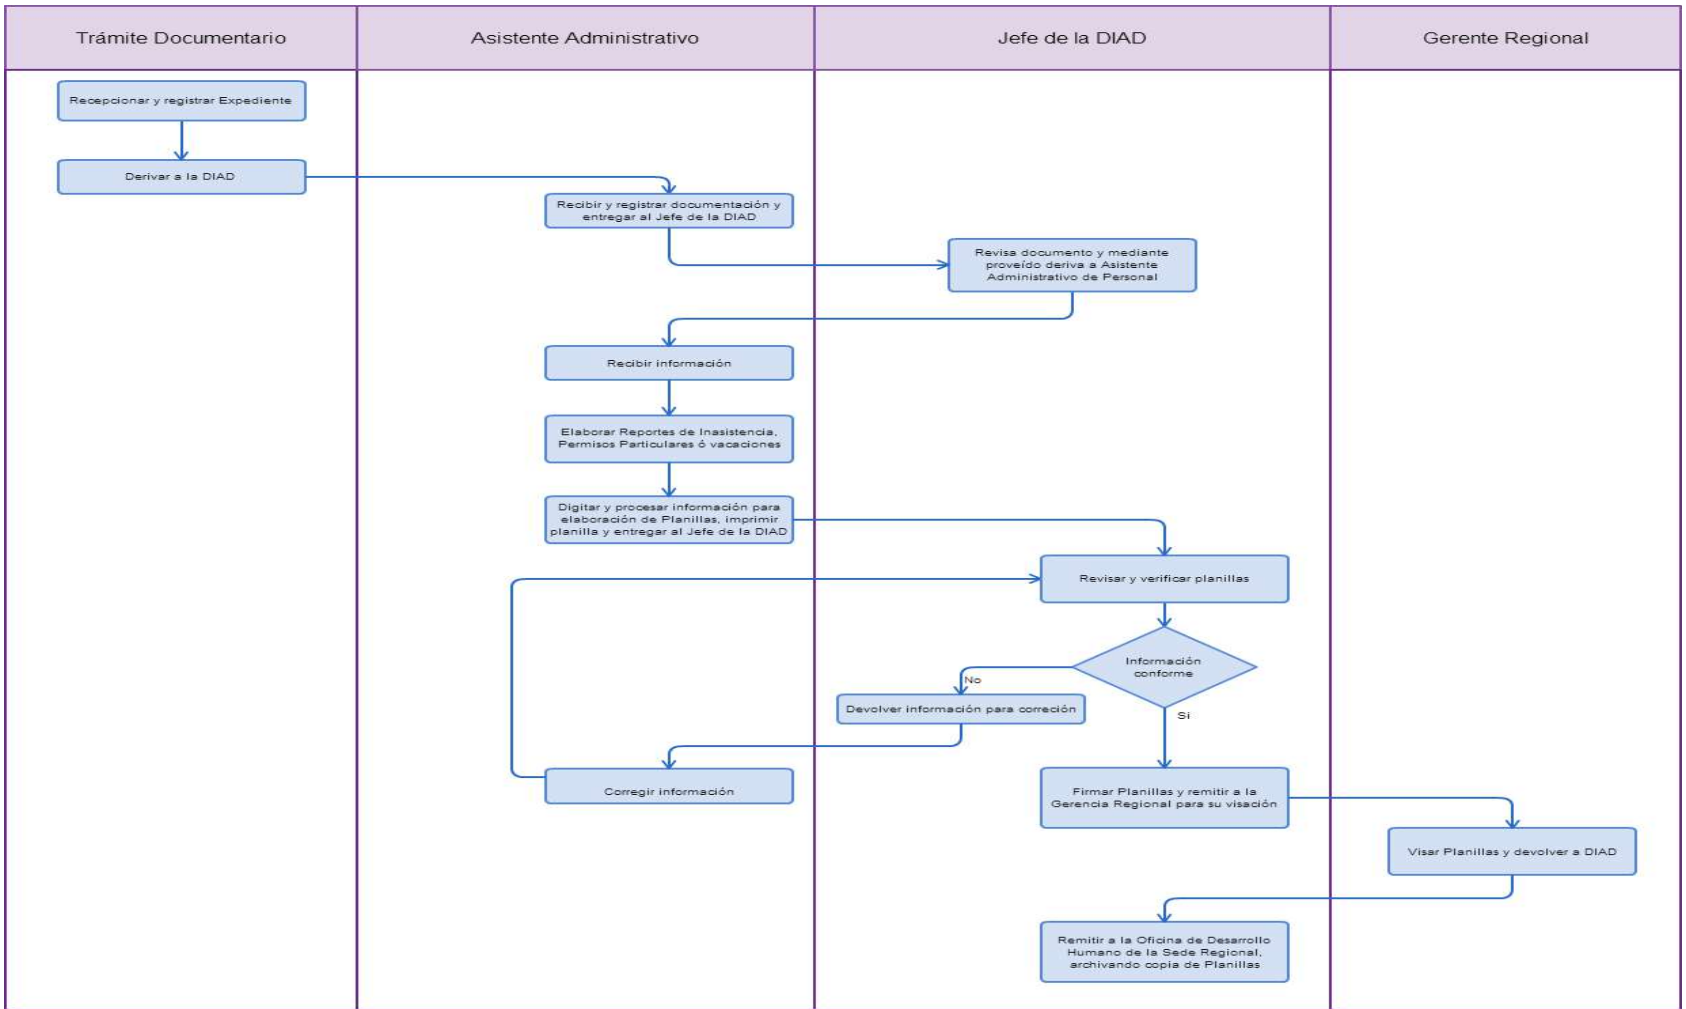 Trámite Documentario
Asistente Administrativo
Jefe de la DIAD
Gerente Regional
Recepcionar y registrar Expediente
Derivar a la DIAD
Recibir y registrar documentación y
entregar al Jefe de la DIAD
Revisa documento y mediante
proveído deriva a Asistente
Administrativo de Personal
Recibir información
Elaborar Reportes de Inasistencia,
Permisos Particulares ó vacaciones
Digitar y procesar información para
elaboración de Planillas, imprimir
planilla y entregar al Jefe de la DIAD
Revisar y verificar planillas
Información
conforme
No
Devolver información para correción
Si
Corregir información
Firmar Planillas y remitir a la
Gerencia Regional para su visación
Visar Planillas y devolver a DIAD
Remitir a la Oficina de Desarrollo
Humano de la Sede Regional,
archivando copia de Planillas